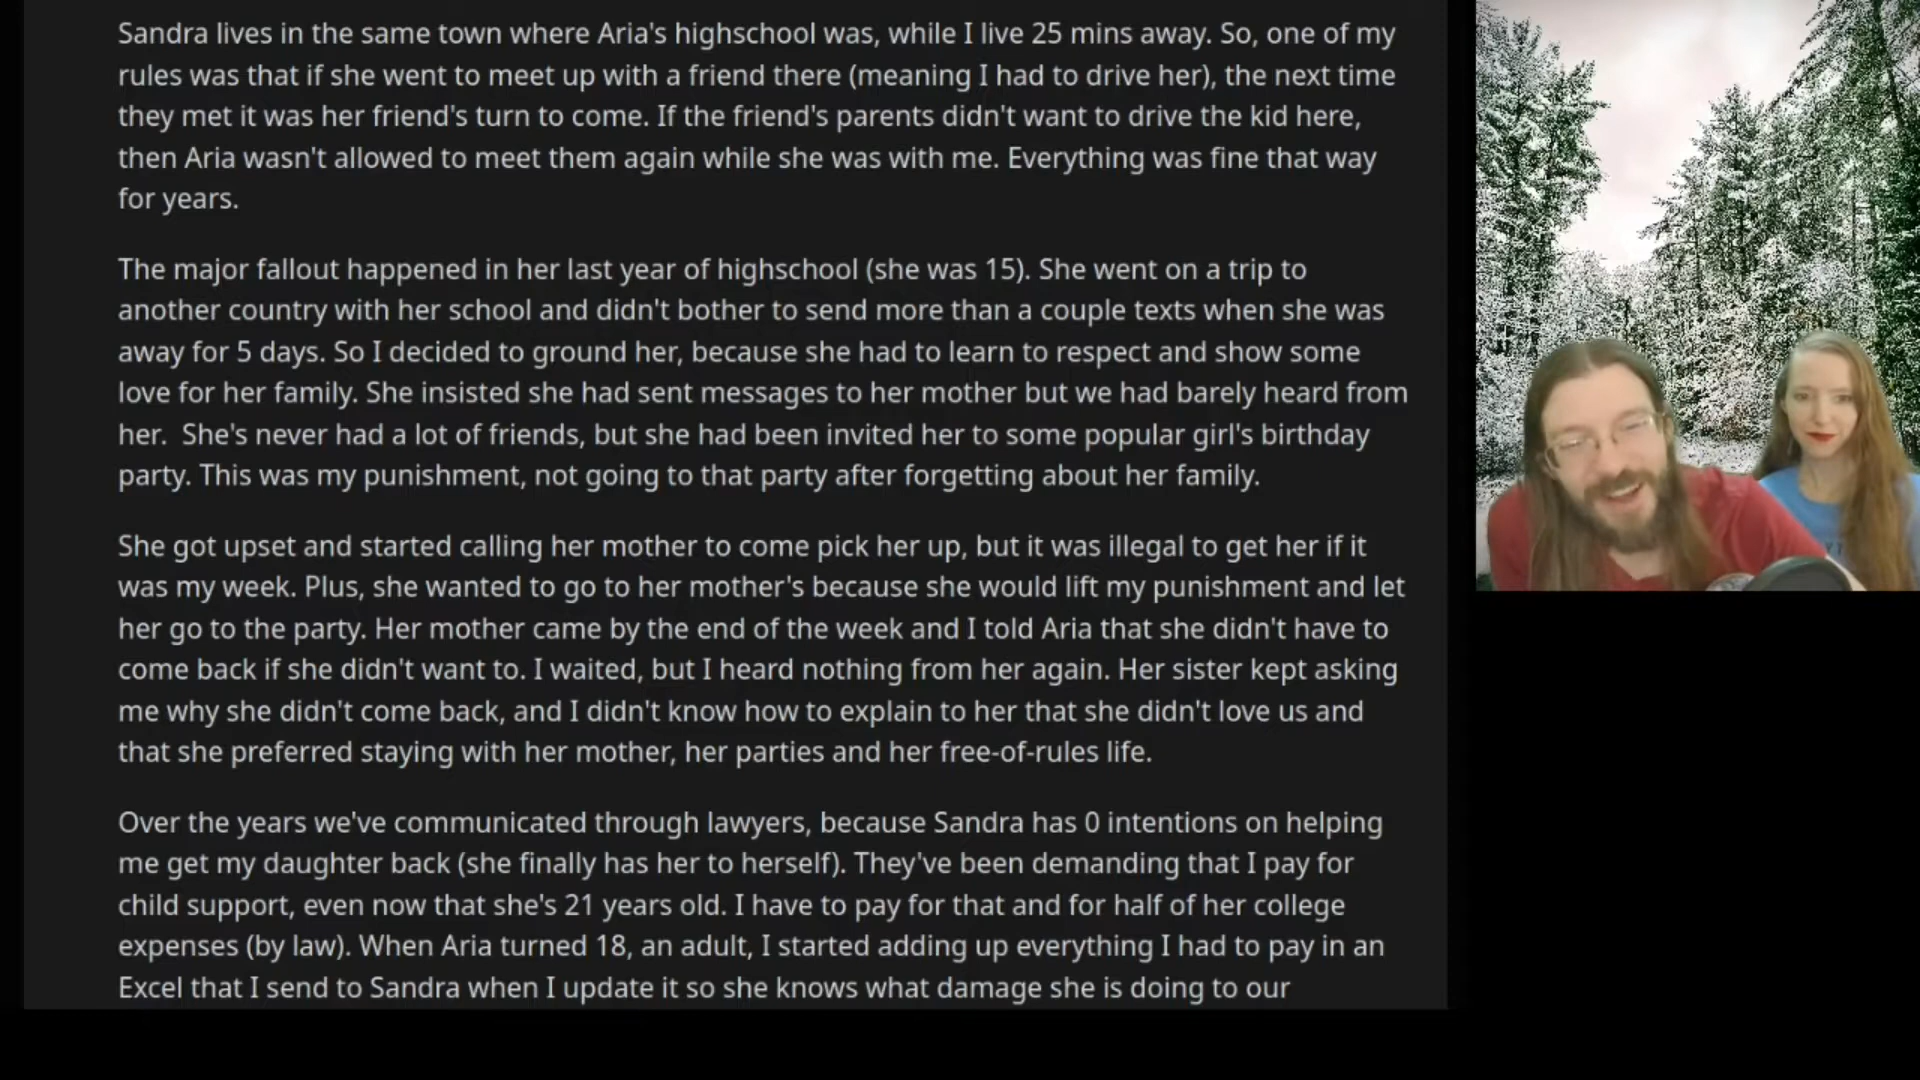 Sandra lives in the same town where Aria's highschool was, while I live 25 mins away. So, one of my
rules was that if she went to meet up with a friend there (meaning I had to drive her), the next time
they met it was her friend's turn to come. If the friend's parents didn't want to drive the kid here,
then Aria wasn't allowed to meet them again while she was with me. Everything was fine that way
for years.
The major fallout happened in her last year of highschool (she was 15). She went on a trip to
another country with her school and didn't bother to send more than a couple texts when she was
away for 5 days. So I decided to ground her, because she had to learn to respect and show some
love for her family. She insisted she had sent messages to her mother but we had barely heard from
her.  She's never had a lot of friends, but she had been invited her to some popular girl's birthday
party. This was my punishment, not going to that party after forgetting about her family.
She got upset and started calling her mother to come pick her up, but it was illegal to get her if it
was my week. Plus, she wanted to go to her mother's because she would lift my punishment and let
her go to the party. Her mother came by the end of the week and I told Aria that she didn't have to
come back if she didn't want to. I waited, but I heard nothing from her again. Her sister kept asking
me why she didn't come back, and I didn't know how to explain to her that she didn't love us and
that she preferred staying with her mother, her parties and her free-of-rules life.
Over the years we've communicated through lawyers, because Sandra has 0 intentions on helping
me get my daughter back (she finally has her to herself). They've been demanding that I pay for
child support, even now that she's 21 years old. I have to pay for that and for half of her college
expenses (by law). When Aria turned 18, an adult, I started adding up everything I had to pay in an
Excel that I send to Sandra when I update it so she knows what damage she is doing to our